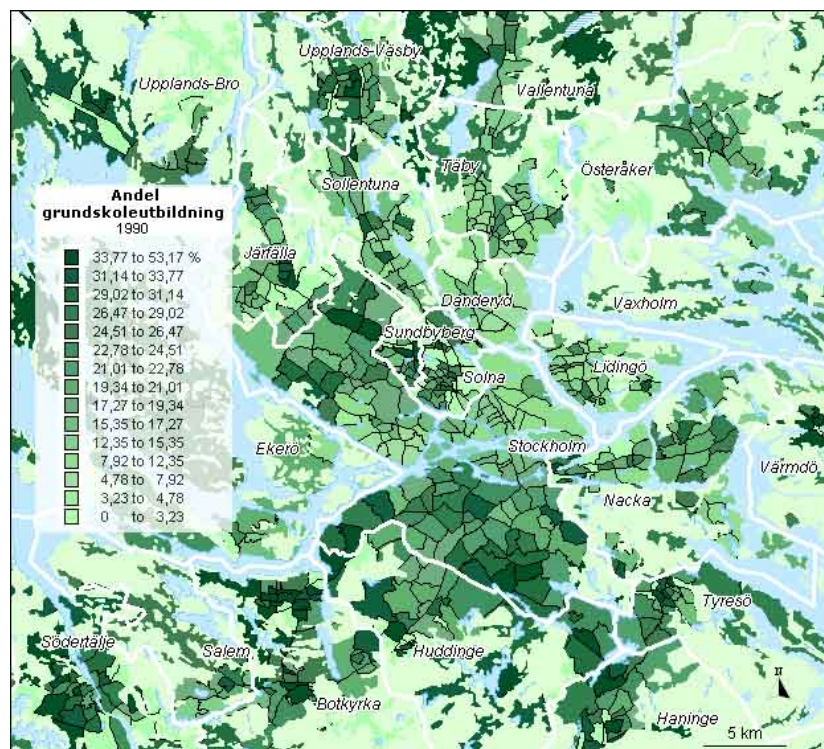 Upplands-Väsby
Upplands-Bro
Vallentuna
Täby
Österåker
Sollentuna
Andel
grundskoleutbildning
1990
33,77 to 53,17 %
31,14 to 33,77
29,02 to 31,14
26,47 to 29,02
24,51 to 26,47
22,78 to 24,51
21,01 to 22,78
19,34 to 21,01
17,27 to 19,34
15,35 to 17,27
12,35 to 15,35
7,92 to 12,35
4,78 to 7,92
3,23 to 4,78
0 to 3,23
Järfälla
Danderyd
Vaxholm
Sundbyberg
Lidingö
Solna
Ekerö
Stockholm
Värmdö
Nacka
Tyresö
Södertälje
Salem
Huddinge
Botkyrka
Haninge
N
5 km